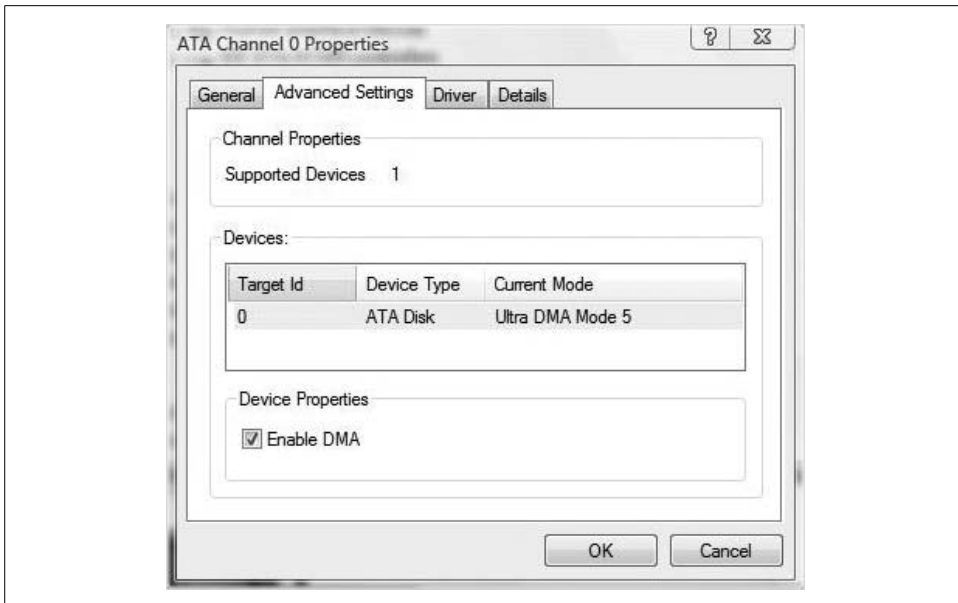 ATA Channel 0 Properties
General Advanced Settings Driver Details
Channel Properties
Supported Devices 1
Devices:
Target Id Device Type Current Mode
0 ATA Disk Ultra DMA Mode 5
Device Properties
Enable DMA
OK Cancel